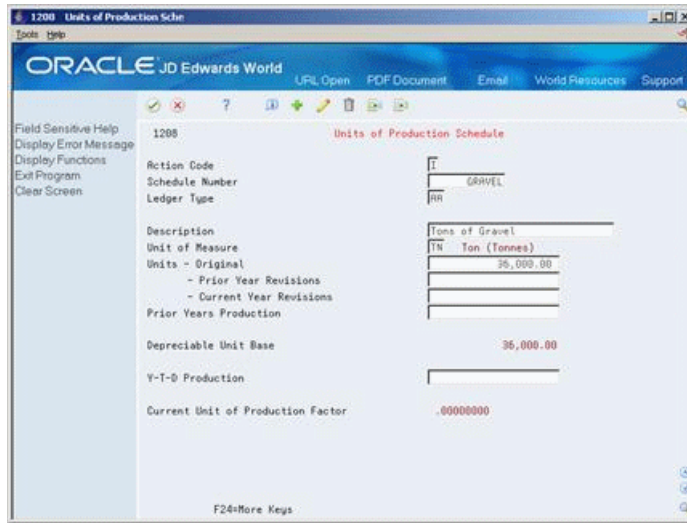 1208 Units of Production Sche
Tools Help
ORACLE JD Edwards World
URL Open PDF Document Email World Resources Support
Field Sensitive Help
Display Error Message
Display Functions
Exit Program
Clear Screen
1208 Units of Production Schedule
Action Code I
Schedule Number GRAVEL
Ledger Type AA
Description Tons of Gravel
Unit of Measure TN Ton (Tonnes)
Units - Original 36,000.00
- Prior Year Revisions
- Current Year Revisions
Prior Years Production
Depreciable Unit Base 36,000.00
Y-T-D Production
Current Unit of Production Factor .00000000
F24=More Keys